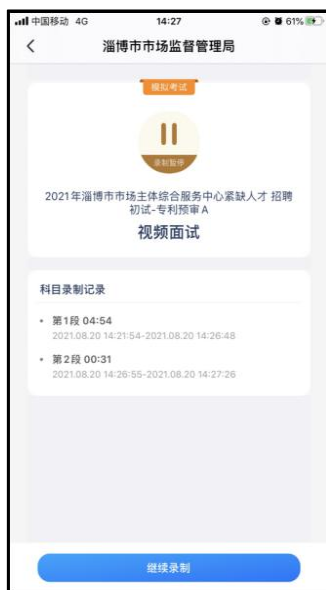 中国移动 4G 14:27 61%
淄博市市场监督管理局
模拟考试
录制暂停
2021年淄博市市场主体综合服务中心紧缺人才 招聘
初试-专利预审A
视频面试
科目录制记录
第1段 04:54
2021.08.20 14:21:54-2021.08.20 14:26:48
第2段 00:31
2021.08.20 14:26:55-2021.08.20 14:27:26
继续录制